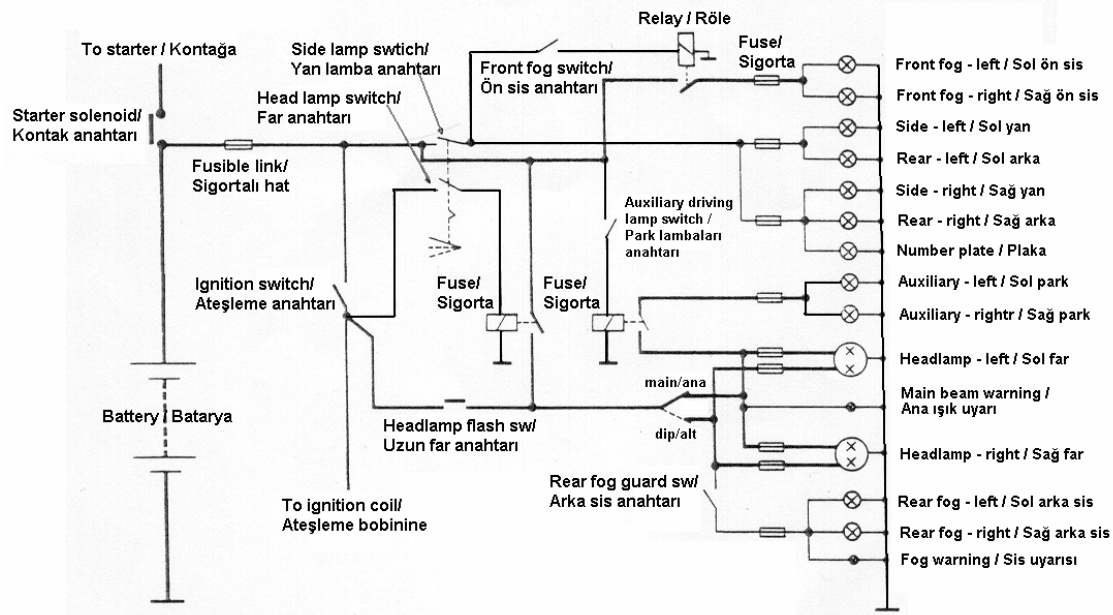 Relay / Röle
To starter / Kontağa
Side lamp swtich/
Yan lamba anahtarı
Head lamp switch/
Far anahtarı
Front fog switch/
Ön sis anahtarı
Fuse/
Sigorta
Starter solenoid/
Kontak anahtarı
Fusible link/
Sigortalı hat
Auxiliary driving
lamp switch /
Park lambaları
anahtarı
Ignition switch/
Ateşleme anahtarı
Fuse/
Sigorta
Fuse/
Sigorta
Battery / Batarya
main/ana
dip/alt
Headlamp flash sw/
Uzun far anahtarı
Rear fog guard sw/
Arka sis anahtarı
To ignition coil/
Ateşleme bobinine
Front fog - left / Sol ön sis
Front fog - right / Sağ ön sis
Side - left / Sol yan
Rear - left / Sol arka
Side - right / Sağ yan
Rear - right / Sağ arka
Number plate / Plaka
Auxiliary - left / Sol park
Auxiliary - rightr / Sağ park
Headlamp - left / Sol far
Main beam warning /
Ana ışık uyarı
Headlamp - right / Sağ far
Rear fog - left / Sol arka sis
Rear fog - right / Sağ arka sis
Fog warning / Sis uyarısı